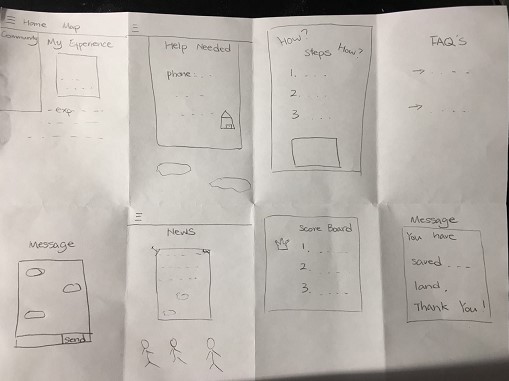 Home Map
Community
My Experience
exp
Help Needed
phone
How?
steps How>
1.
2
3
FAQ's
Message
send
News
Score Board
1.
2.
3.
Message
You have
saved
land.
Thank You!